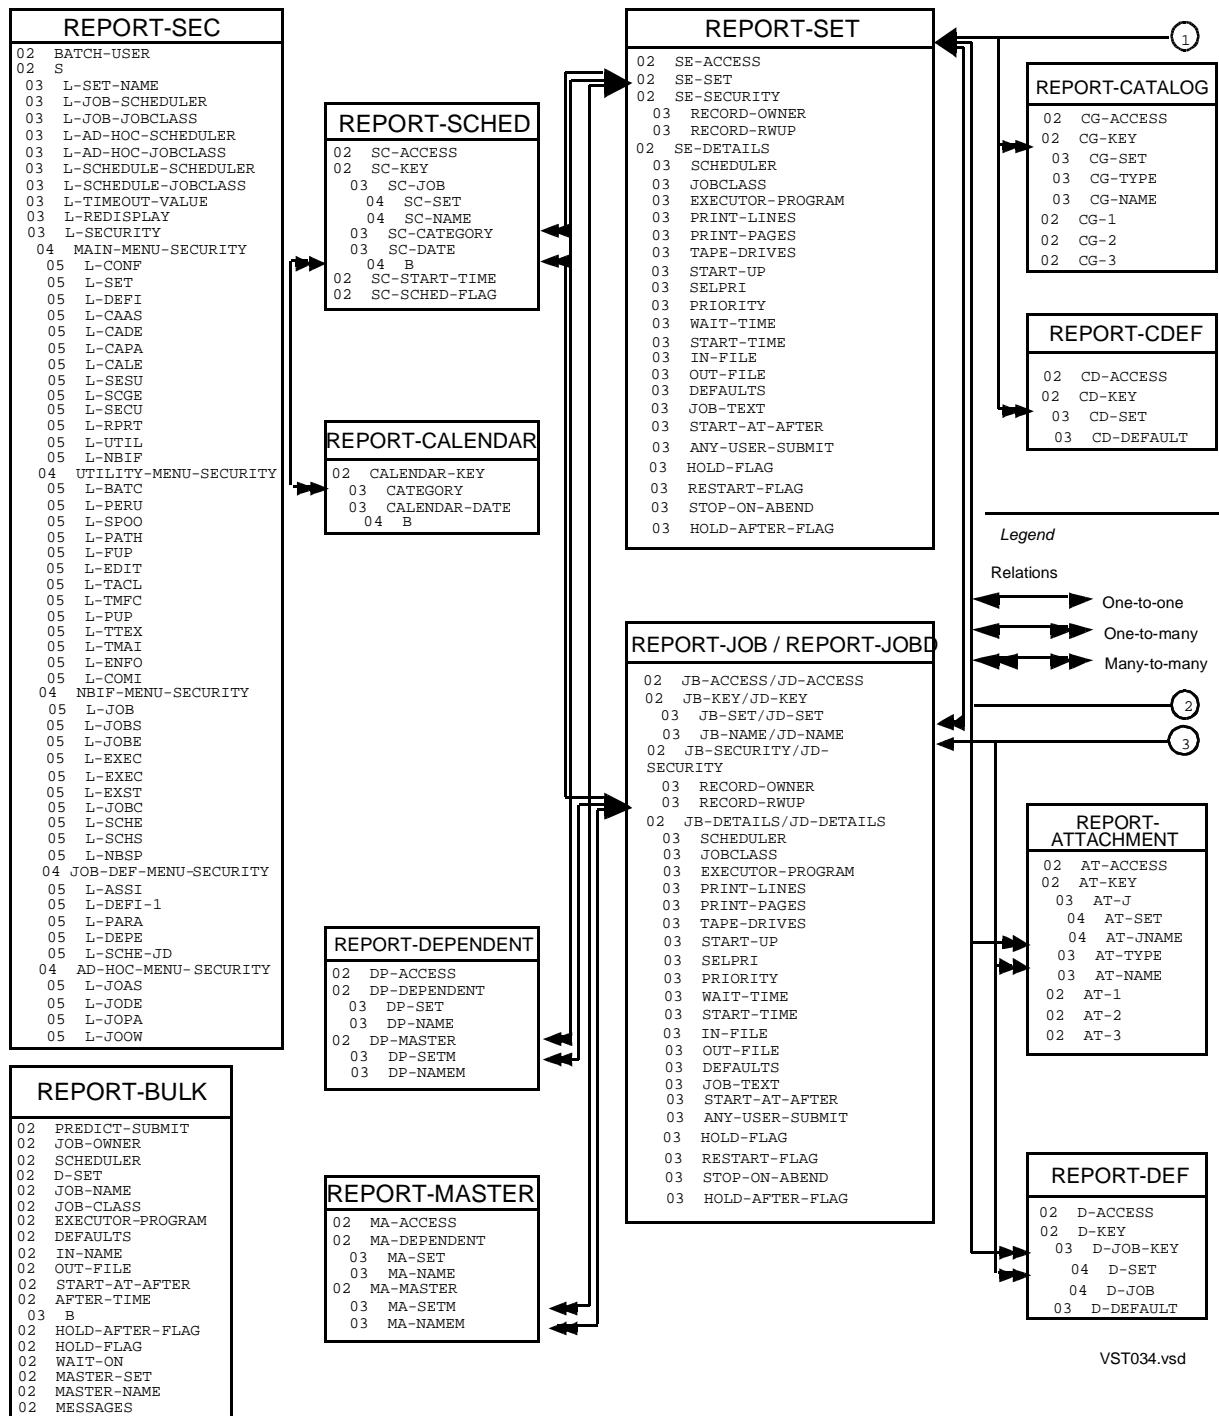 REPORT-SEC
02 BATCH-USER
02 S
03 L-SET-NAME
03 L-JOB-SCHEDULER
03 L-JOB-JOBCLASS
03 L-AD-HOC-SCHEDULER
03 L-AD-HOC-JOBCLASS
03 L-SCHEDULE-SCHEDULER
03 L-SCHEDULE-JOBCLASS
03 L-TIMEOUT-VALUE
03 L-REDISPLAY
03 L-SECURITY
04 MAIN-MENU-SECURITY
05 L-CONF
05 L-SET
05 L-DEFI
05 L-CAAS
05 L-CADE
05 L-CAPA
05 L-CALE
05 L-SESU
05 L-SCGE
05 L-SECU
05 L-RPRT
05 L-UTIL
05 L-NBIF
04 UTILITY-MENU-SECURITY
05 L-BATC
05 L-PERU
05 L-SPOO
05 L-PATH
05 L-FUP
05 L-EDIT
05 L-TACL
05 L-TMFC
05 L-PUP
05 L-TTEX
05 L-TMAI
05 L-ENFO
05 L-COMI
04 NBIF-MENU-SECURITY
05 L-JOB
05 L-JOBS
05 L-JOBE
05 L-EXEC
05 L-EXEC
05 L-EXST
05 L-JOBC
05 L-SCHE
05 L-SCHS
05 L-NBSP
04 JOB-DEF-MENU-SECURITY
05 L-ASSI
05 L-DEFI-1
05 L-PARA
05 L-DEPE
05 L-SCHE-JD
04 AD-HOC-MENU-SECURITY
05 L-JOAS
05 L-JODE
05 L-JOPA
05 L-JOOW
REPORT-BULK
02 PREDICT-SUBMIT
02 JOB-OWNER
02 SCHEDULER
02 D-SET
02 JOB-NAME
02 JOB-CLASS
02 EXECUTOR-PROGRAM
02 DEFAULTS
02 IN-NAME
02 OUT-FILE
02 START-AT-AFTER
02 AFTER-TIME
03 B
02 HOLD-AFTER-FLAG
02 HOLD-FLAG
02 WAIT-ON
02 MASTER-SET
02 MASTER-NAME
02 MESSAGES
REPORT-SCHED
02 SC-ACCESS
02 SC-KEY
03 SC-JOB
04 SC-SET
04 SC-NAME
03 SC-CATEGORY
03 SC-DATE
04 B
02 SC-START-TIME
02 SC-SCHED-FLAG
REPORT-CALENDAR
02 CALENDAR-KEY
03 CATEGORY
03 CALENDAR-DATE
04 B
REPORT-DEPENDENT
02 DP-ACCESS
02 DP-DEPENDENT
03 DP-SET
03 DP-NAME
02 DP-MASTER
03 DP-SETM
03 DP-NAMEM
REPORT-MASTER
02 MA-ACCESS
02 MA-DEPENDENT
03 MA-SET
03 MA-NAME
02 MA-MASTER
03 MA-SETM
03 MA-NAMEM
REPORT-SET
02 SE-ACCESS
02 SE-SET
02 SE-SECURITY
03 RECORD-OWNER
03 RECORD-RWUP
02 SE-DETAILS
03 SCHEDULER
03 JOBCLASS
03 EXECUTOR-PROGRAM
03 PRINT-LINES
03 PRINT-PAGES
03 TAPE-DRIVES
03 START-UP
03 SELPRI
03 PRIORITY
03 WAIT-TIME
03 START-TIME
03 IN-FILE
03 OUT-FILE
03 DEFAULTS
03 JOB-TEXT
03 START-AT-AFTER
03 ANY-USER-SUBMIT
03 HOLD-FLAG
03 RESTART-FLAG
03 STOP-ON-ABEND
03 HOLD-AFTER-FLAG
REPORT-JOB / REPORT-JOBD
02 JB-ACCESS/JD-ACCESS
02 JB-KEY/JD-KEY
03 JB-SET/JD-SET
03 JB-NAME/JD-NAME
02 JB-SECURITY/JD-
SECURITY
03 RECORD-OWNER
03 RECORD-RWUP
02 JB-DETAILS/JD-DETAILS
03 SCHEDULER
03 JOBCLASS
03 EXECUTOR-PROGRAM
03 PRINT-LINES
03 PRINT-PAGES
03 TAPE-DRIVES
03 START-UP
03 SELPRI
03 PRIORITY
03 WAIT-TIME
03 START-TIME
03 IN-FILE
03 OUT-FILE
03 DEFAULTS
03 JOB-TEXT
03 START-AT-AFTER
03 ANY-USER-SUBMIT
03 HOLD-FLAG
03 RESTART-FLAG
03 STOP-ON-ABEND
03 HOLD-AFTER-FLAG
1
REPORT-CATALOG
02 CG-ACCESS
02 CG-KEY
03 CG-SET
03 CG-TYPE
03 CG-NAME
02 CG-1
02 CG-2
02 CG-3
REPORT-CDEF
02 CD-ACCESS
02 CD-KEY
03 CD-SET
03 CD-DEFAULT
Legend
Relations
One-to-one
One-to-many
Many-to-many
2
3
REPORT-
ATTACHMENT
02 AT-ACCESS
02 AT-KEY
03 AT-J
04 AT-SET
04 AT-JNAME
03 AT-TYPE
03 AT-NAME
02 AT-1
02 AT-2
02 AT-3
REPORT-DEF
02 D-ACCESS
02 D-KEY
03 D-JOB-KEY
04 D-SET
04 D-JOB
03 D-DEFAULT
VST034.vsd